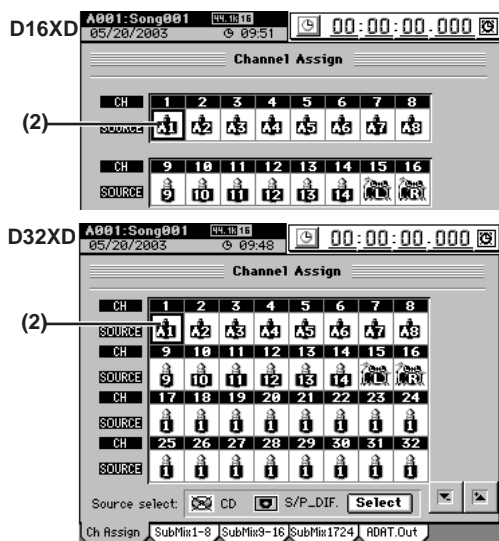 D16XD
A001:Song001 44.1k 16 00:00:00.000
05/20/2003 09:51
Channel Assign
CH 1 2 3 4 5 6 7 8
(2)
SOURCE A1 A2 A3 A4 A5 A6 A7 A8
CH 9 10 11 12 13 14 15 16
SOURCE 9 10 11 12 13 14 L R
D32XD
A001:Song001 44.1k 16 00:00:00.000
05/20/2003 09:48
Channel Assign
CH 1 2 3 4 5 6 7 8
(2)
SOURCE A1 A2 A3 A4 A5 A6 A7 A8
CH 9 10 11 12 13 14 15 16
SOURCE 9 10 11 12 13 14 L R
CH 17 18 19 20 21 22 23 24
SOURCE 1 1 1 1 1 1 1 1
CH 25 26 27 28 29 30 31 32
SOURCE 1 1 1 1 1 1 1 1
Source select: CD S/P_DIF. Select
Ch Assign SubMix1-8 SubMix9-16 SubMix1724 ADAT.Out